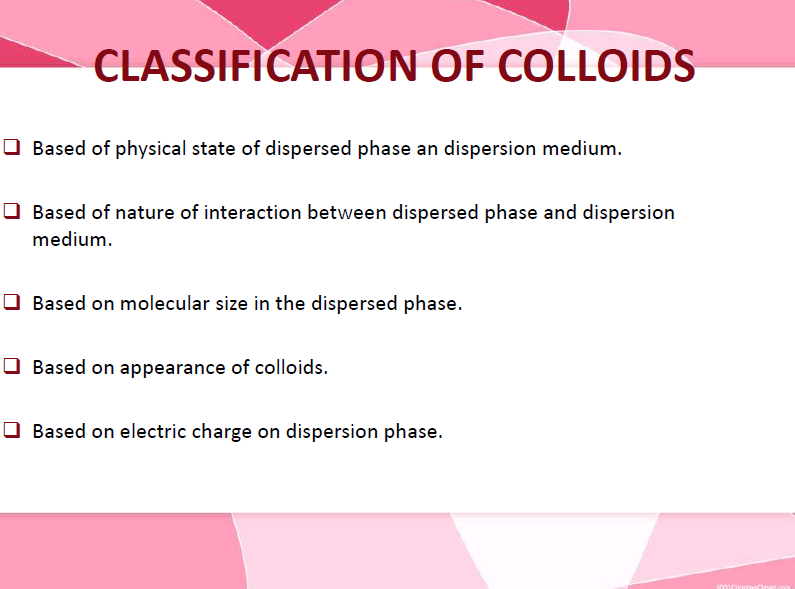 CLASSIFICATION OF COLLOIDS
❑ Based of physical state of dispersed phase an dispersion medium.
❑ Based of nature of interaction between dispersed phase and dispersion
medium.
❑ Based on molecular size in the dispersed phase.
❑ Based on appearance of colloids.
❑ Based on electric charge on dispersion phase.